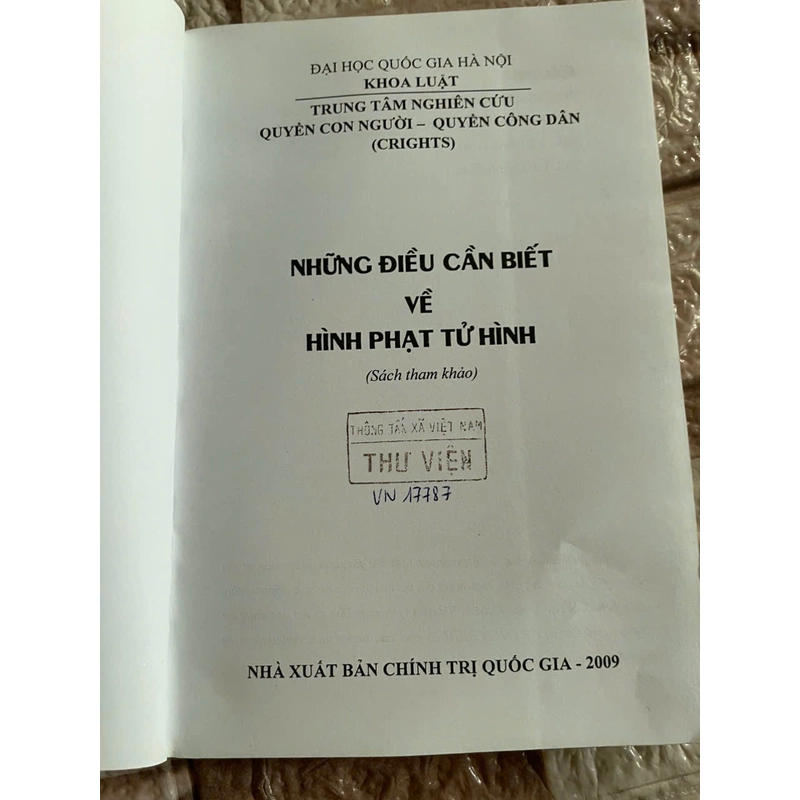 ĐẠI HỌC QUỐC GIA HÀ NỘI
KHOA LUẬT
TRUNG TÂM NGHIÊN CỨU
QUYỀN CON NGƯỜI – QUYỀN CÔNG DÂN
(CRIGHTS)
NHỮNG ĐIỀU CẦN BIẾT
VỀ
HÌNH PHẠT TỬ HÌNH
(Sách tham khảo)
THÔNG TẤN XÃ VIỆT NAM
THƯ VIỆN
VN 17787
NHÀ XUẤT BẢN CHÍNH TRỊ QUỐC GIA - 2009